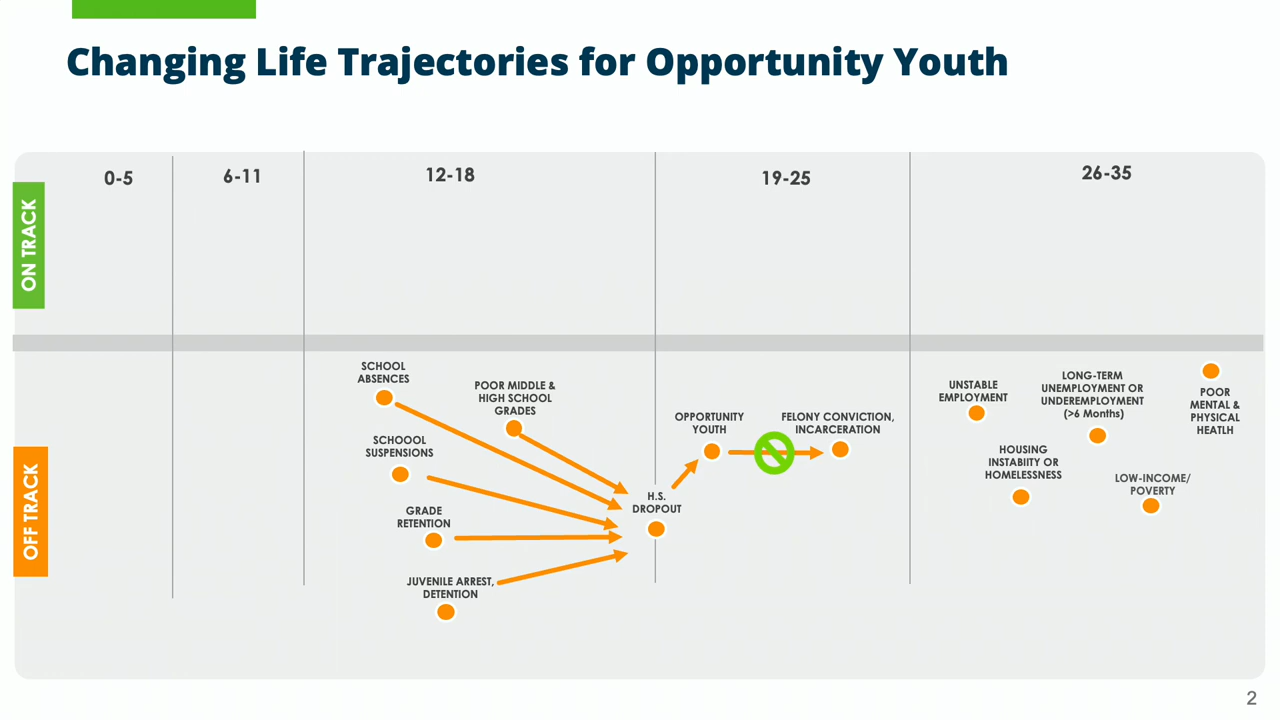 Changing Life Trajectories for Opportunity Youth
0-5
6-11
12-18
19-25
26-35
ON TRACK
OFF TRACK
SCHOOL
ABSENCES
POOR MIDDLE &
HIGH SCHOOL
GRADES
SCHOOOL
SUSPENSIONS
GRADE
RETENTION
JUVENILE ARREST,
DETENTION
H.S.
DROPOUT
OPPORTUNITY
YOUTH
FELONY CONVICTION,
INCARCERATION
UNSTABLE
EMPLOYMENT
LONG-TERM
UNEMPLOYMENT OR
UNDEREMPLOYMENT
(>6 Months)
HOUSING
INSTABIITY OR
HOMELESSNESS
LOW-INCOME/
POVERTY
POOR
MENTAL &
PHYSICAL
HEATLH
2